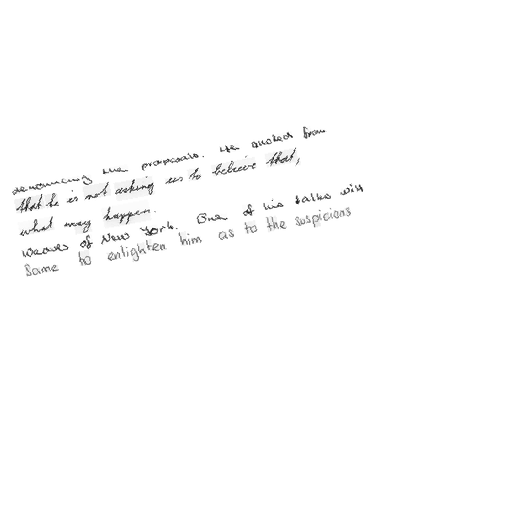 denouncing the proposals. He quoted from
that he is not asking us to believe that,
what may happen.
Weaver of New York. One of his talks with
Same to enlighten him as to the suspicions